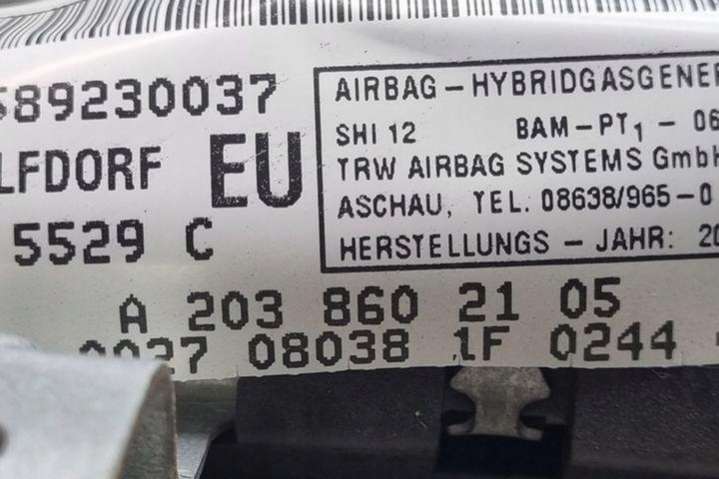 589230037
LFDORF EU
5529 C
AIRBAG – HYBRIDGASGENER
SHI 12 BAM – PT1 – 06
TRW AIRBAG SYSTEMS GmbH
ASCHAU, TEL. 08638/965-0
HERSTELLUNGS – JAHR: 20
A 203 860 21 05
0027 08038 1F 0244